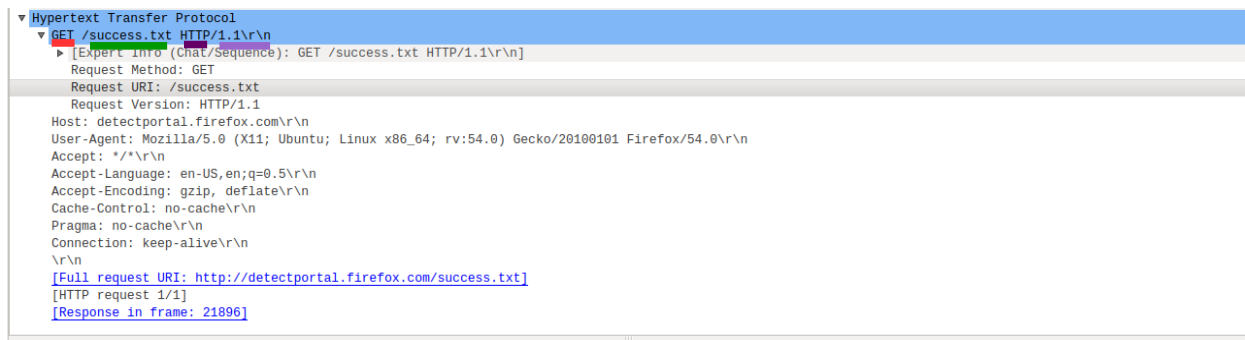 Hypertext Transfer Protocol
GET /success.txt HTTP/1.1\r\n
[Expert Info (Chat/Sequence): GET /success.txt HTTP/1.1\r\n]
Request Method: GET
Request URI: /success.txt
Request Version: HTTP/1.1
Host: detectportal.firefox.com\r\n
User-Agent: Mozilla/5.0 (X11; Ubuntu; Linux x86_64; rv:54.0) Gecko/20100101 Firefox/54.0\r\n
Accept: */*\r\n
Accept-Language: en-US,en;q=0.5\r\n
Accept-Encoding: gzip, deflate\r\n
Cache-Control: no-cache\r\n
Pragma: no-cache\r\n
Connection: keep-alive\r\n
\r\n
[Full request URI: http://detectportal.firefox.com/success.txt]
[HTTP request 1/1]
[Response in frame: 21896]